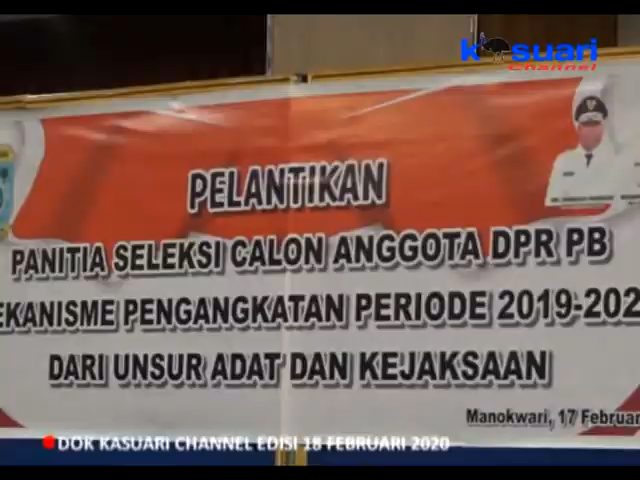 kasuari
Channel
PELANTIKAN
PANITIA SELEKSI CALON ANGGOTA DPR PB
EKANISME PENGANGKATAN PERIODE 2019-202
DARI UNSUR ADAT DAN KEJAKSAAN
Manokwari, 17 Februar
DOK KASUARI CHANNEL EDISI 18 FEBRUARI 2020